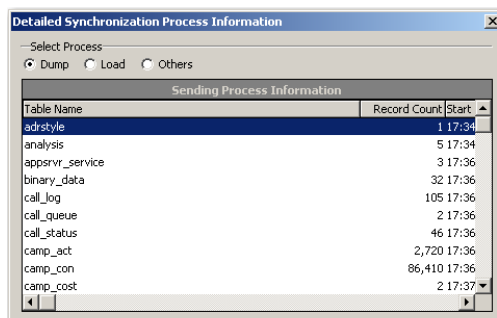 Detailed Synchronization Process Information
Select Process
Dump Load Others
Sending Process Information
Table Name Record Count Start
adrstyle 1 17:34
analysis 5 17:34
appsrvr_service 3 17:36
binary_data 32 17:36
call_log 105 17:36
call_queue 2 17:36
call_status 46 17:36
camp_act 2,720 17:36
camp_con 86,410 17:36
camp_cost 2 17:37